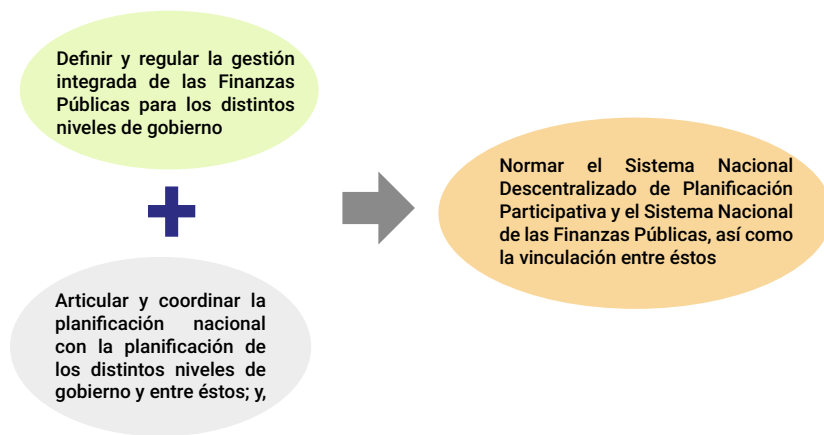 Definir y regular la gestión
integrada de las Finanzas
Públicas para los distintos
niveles de gobierno
Articular y coordinar la
planificación nacional
con la planificación de
los distintos niveles de
gobierno y entre éstos; y,
Normar el Sistema Nacional
Descentralizado de Planificación
Participativa y el Sistema Nacional
de las Finanzas Públicas, así como
la vinculación entre éstos